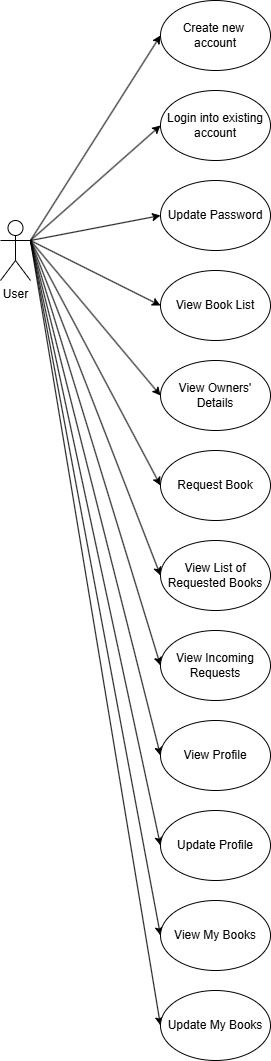 Create new
account
Login into existing
account
Update Password
User
View Book List
View Owners'
Details
Request Book
View List of
Requested Books
View Incoming
Requests
View Profile
Update Profile
View My Books
Update My Books